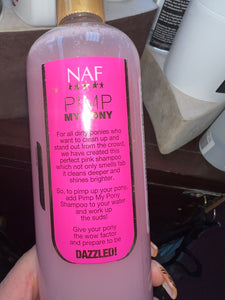 NAF
PIMP
MY PONY
For all dirty ponies who
want to clean up and
stand out from the crowd,
we have created this
perfect pink shampoo
which not only smells fab
it cleans deeper and
shines brighter.
So, to pimp up your pony,
add Pimp My Pony
Shampoo to your water
and work up
the suds!
Give your pony
the wow factor
and prepare to be
DAZZLED!